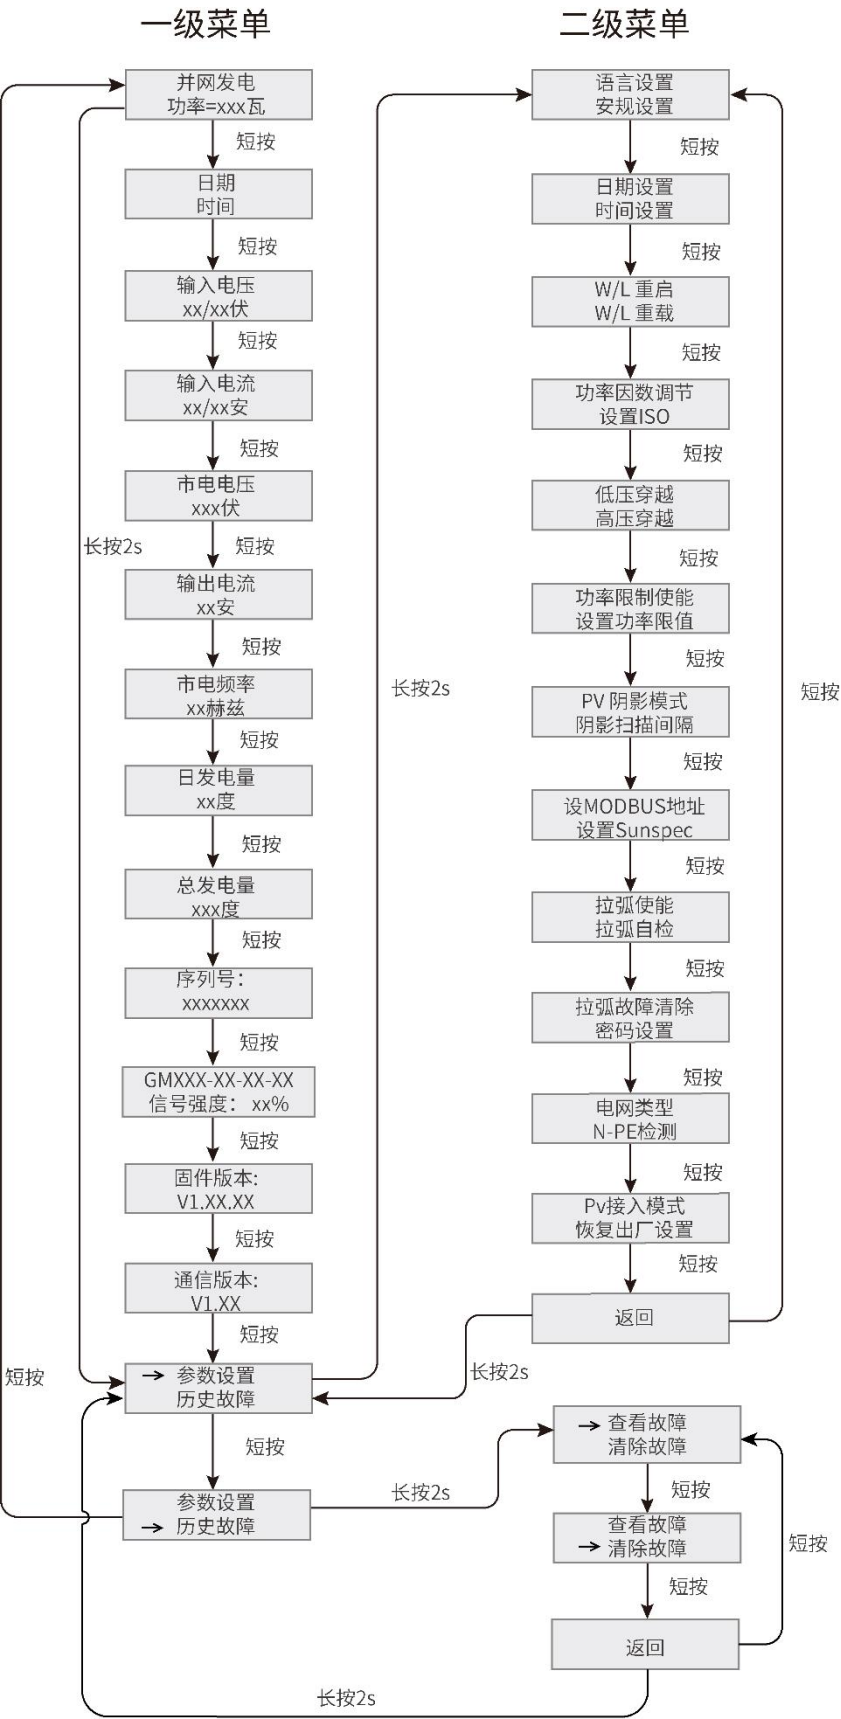 一级菜单
并网发电
功率=xxx瓦
短按
日期
时间
短按
输入电压
xx/xx伏
短按
输入电流
xx/xx安
短按
市电电压
xxx伏
长按2s
短按
输出电流
xx安
短按
市电频率
xx赫兹
短按
日发电量
xx度
短按
总发电量
xxx度
短按
序列号：
xxxxxxx
短按
GMXXX-XX-XX-XX
信号强度： xx%
短按
固件版本:
V1.XX.XX
短按
通信版本:
V1.XX
短按
→ 参数设置
历史故障
短按
短按
参数设置
→ 历史故障
二级菜单
语言设置
安规设置
短按
日期设置
时间设置
短按
W/L 重启
W/L 重载
短按
功率因数调节
设置ISO
短按
低压穿越
高压穿越
短按
功率限制使能
设置功率限值
短按
长按2s
短按
PV 阴影模式
阴影扫描间隔
短按
设MODBUS地址
设置Sunspec
短按
拉弧使能
拉弧自检
短按
拉弧故障清除
密码设置
短按
电网类型
N-PE检测
短按
Pv接入模式
恢复出厂设置
短按
返回
长按2s
长按2s
→ 查看故障
清除故障
短按
查看故障
→ 清除故障
短按
短按
返回
长按2s